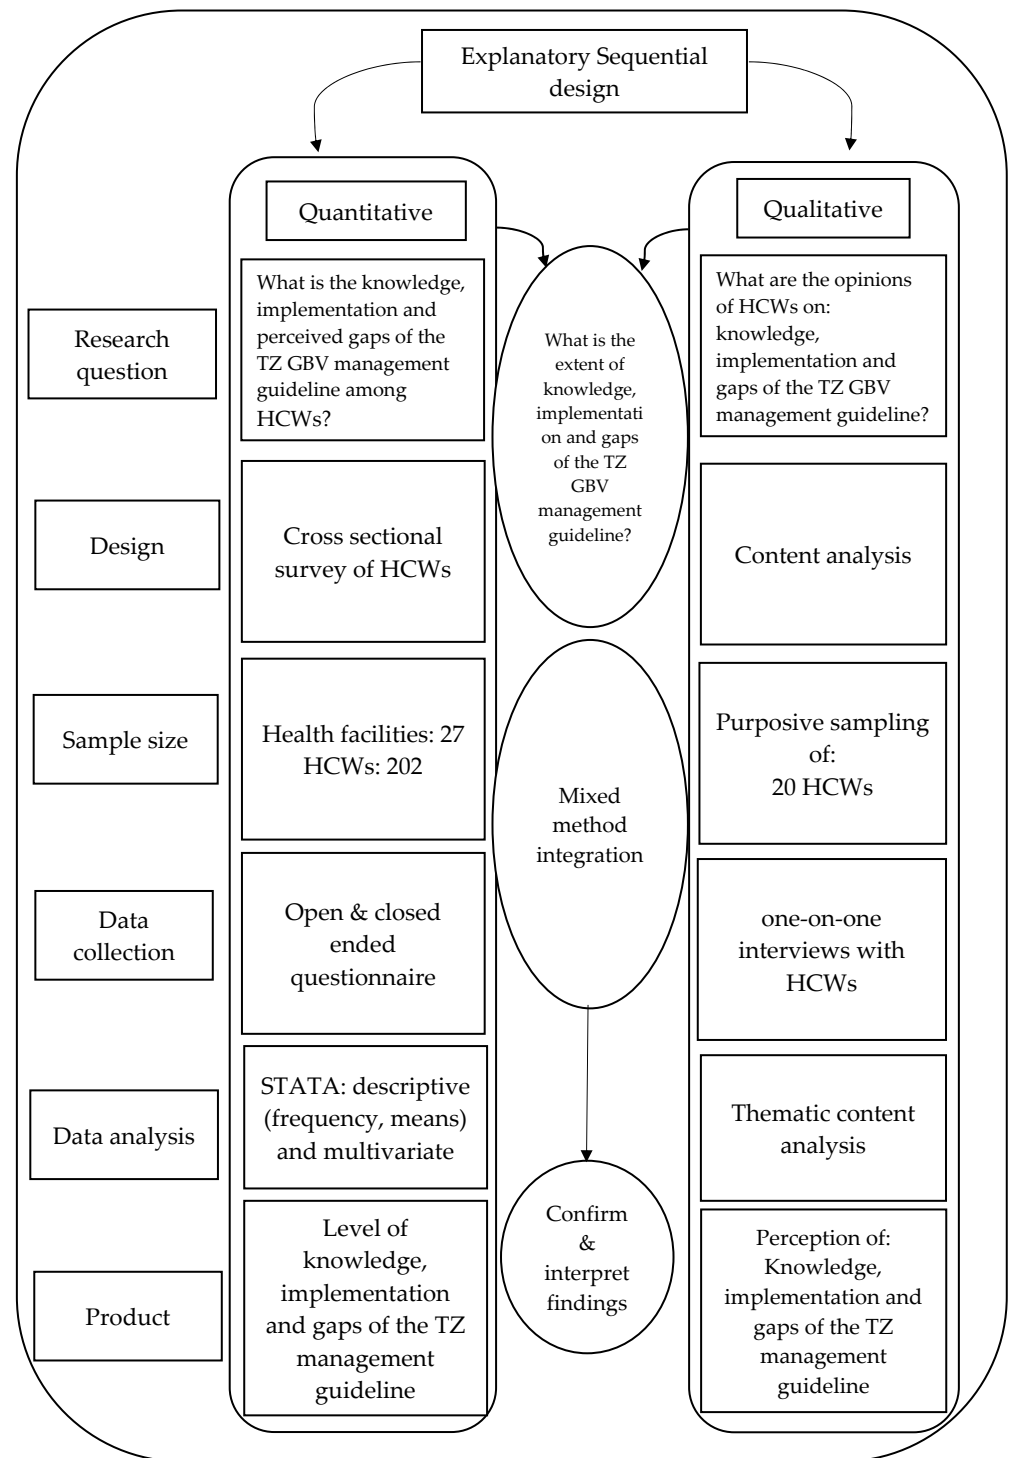 Explanatory Sequential
design
Quantitative
Qualitative
Research
question
What is the knowledge,
implementation and
perceived gaps of the
TZ GBV management
guideline among
HCWs?
What is the
extent of
knowledge,
implementati
on and gaps
of the TZ
GBV
management
guideline?
What are the opinions
of HCWs on:
knowledge,
implementation and
gaps of the TZ GBV
management guideline?
Design
Cross sectional
survey of HCWs
Content analysis
Sample size
Health facilities: 27
HCWs: 202
Mixed
method
integration
Purposive sampling
of:
20 HCWs
Data
collection
Open & closed
ended
questionnaire
one-on-one
interviews with
HCWs
Data analysis
STATA: descriptive
(frequency, means)
and multivariate
Thematic content
analysis
Product
Level of
knowledge,
implementation
and gaps of the TZ
management
guideline
Confirm
&
interpret
findings
Perception of:
Knowledge,
implementation and
gaps of the TZ
management
guideline